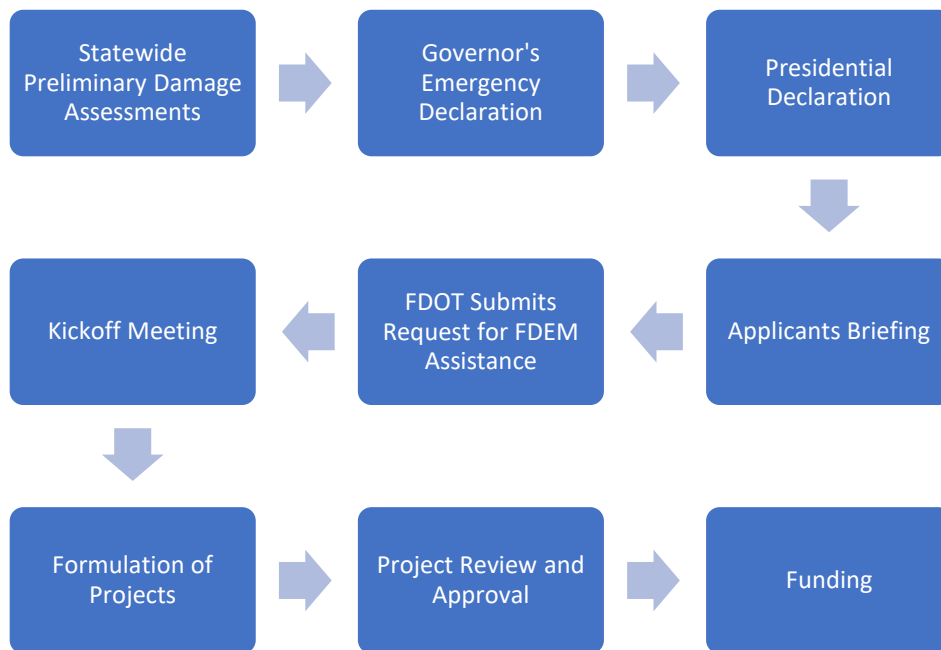 Statewide
Preliminary Damage
Assessments
Governor's
Emergency
Declaration
Presidential
Declaration
Applicants Briefing
FDOT Submits
Request for FDEM
Assistance
Kickoff Meeting
Formulation of
Projects
Project Review and
Approval
Funding